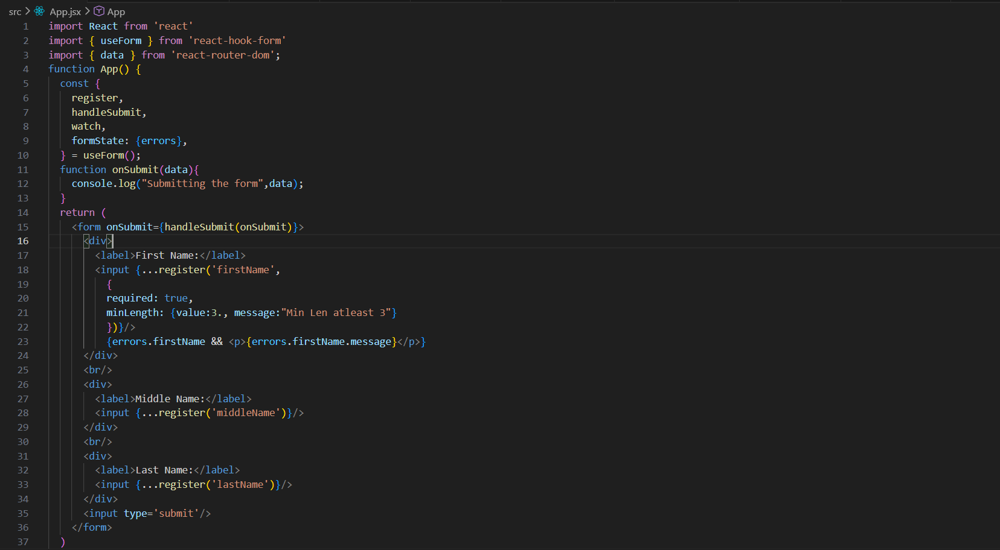 src > App.jsx > App
1 import React from 'react'
2 import { useForm } from 'react-hook-form'
3 import { data } from 'react-router-dom';
4 function App() {
5   const {
6     register,
7     handleSubmit,
8     watch,
9     formState: {errors},
10   } = useForm();
11   function onSubmit(data){
12     console.log("Submitting the form",data);
13   }
14   return (
15     <form onSubmit={handleSubmit(onSubmit)}>
16       <div>
17         <label>First Name:</label>
18         <input {...register('firstName',
19           {
20           required: true,
21           minLength: {value:3., message:"Min Len atleast 3"}
22           })}/>
23           {errors.firstName && <p>{errors.firstName.message}</p>}
24       </div>
25       <br/>
26       <div>
27         <label>Middle Name:</label>
28         <input {...register('middleName')}/>
29       </div>
30       <br/>
31       <div>
32         <label>Last Name:</label>
33         <input {...register('lastName')}/>
34       </div>
35       <input type='submit'/>
36     </form>
37   )